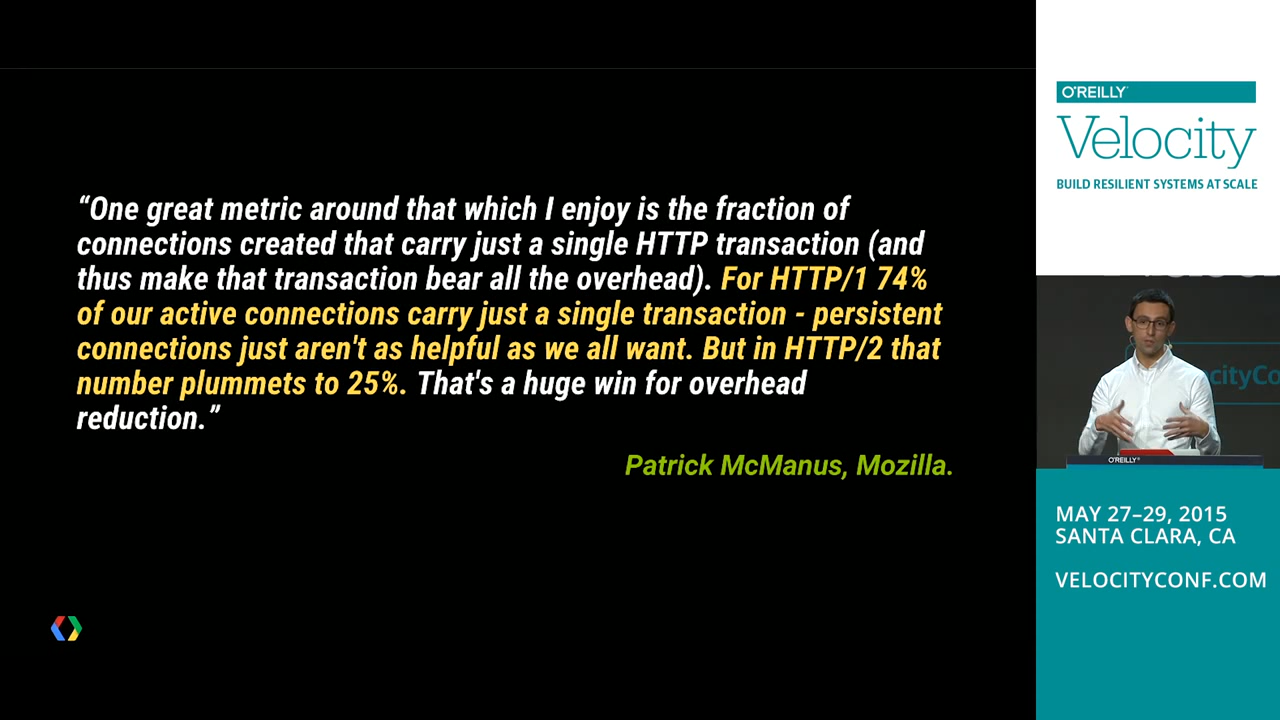 “One great metric around that which I enjoy is the fraction of
connections created that carry just a single HTTP transaction (and
thus make that transaction bear all the overhead). For HTTP/1 74%
of our active connections carry just a single transaction - persistent
connections just aren't as helpful as we all want. But in HTTP/2 that
number plummets to 25%. That's a huge win for overhead
reduction.”
Patrick McManus, Mozilla.
O'REILLY
Velocity
BUILD RESILIENT SYSTEMS AT SCALE
O'REILLY
MAY 27–29, 2015
SANTA CLARA, CA
VELOCITYCONF.COM